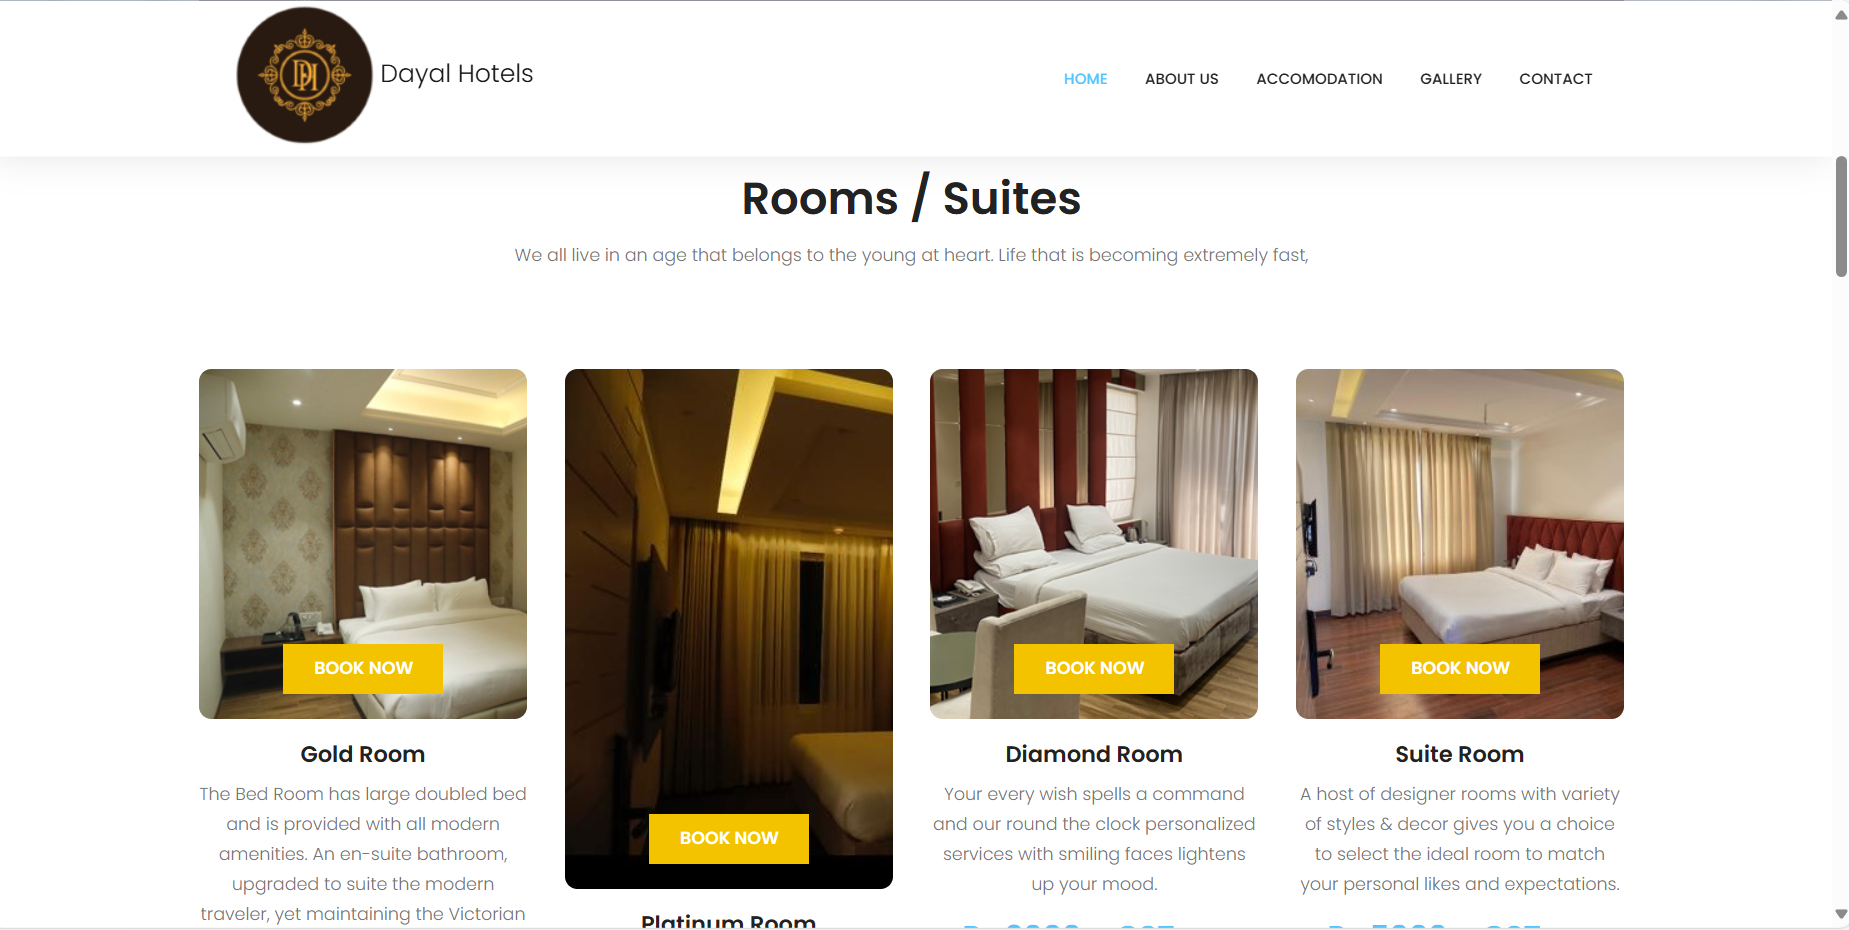 DH
Dayal Hotels
HOME
ABOUT US
ACCOMODATION
GALLERY
CONTACT
Rooms / Suites
We all live in an age that belongs to the young at heart. Life that is becoming extremely fast,
BOOK NOW
Gold Room
The Bed Room has large doubled bed
and is provided with all modern
amenities. An en-suite bathroom,
upgraded to suite the modern
traveler, yet maintaining the Victorian
BOOK NOW
Platinum Room
BOOK NOW
Diamond Room
Your every wish spells a command
and our round the clock personalized
services with smiling faces lightens
up your mood.
BOOK NOW
Suite Room
A host of designer rooms with variety
of styles & decor gives you a choice
to select the ideal room to match
your personal likes and expectations.